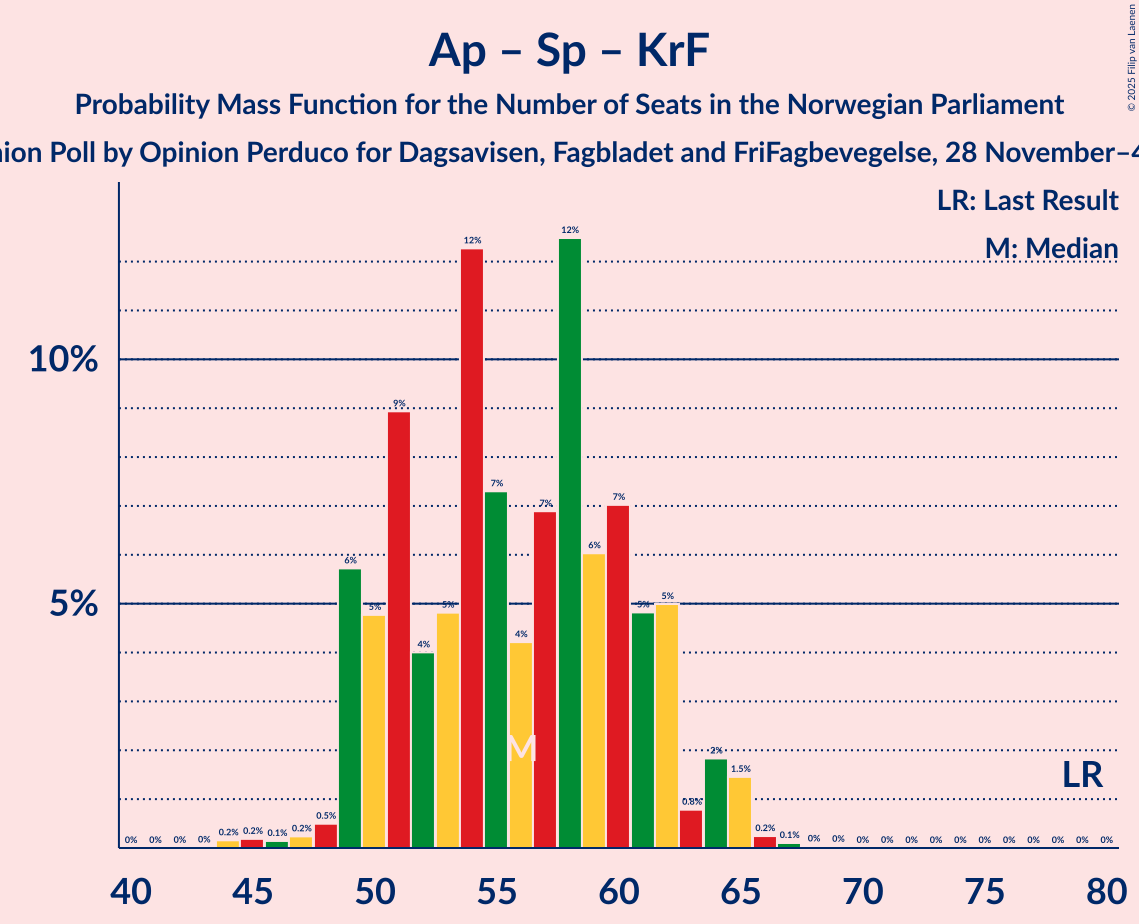 Ap – Sp – KrF
© 2025 Filip van Laenen
Probability Mass Function for the Number of Seats in the Norwegian Parliament
nion Poll by Opinion Perduco for Dagsavisen, Fagbladet and FriFagbevegelse, 28 November–4
LR: Last Result
M: Median
10%
5%
0% 0% 0% 0% 0.2% 0.2% 0.1% 0.2% 0.5% 6% 5% 9% 4% 5% 12% 7% 4% 7% 12% 6% 7% 5% 5% 0.8% 2% 1.5% 0.2% 0.1% 0% 0% 0% 0% 0% 0% 0% 0% 0% 0% 0% 0% 0%
M
LR
40 45 50 55 60 65 70 75 80